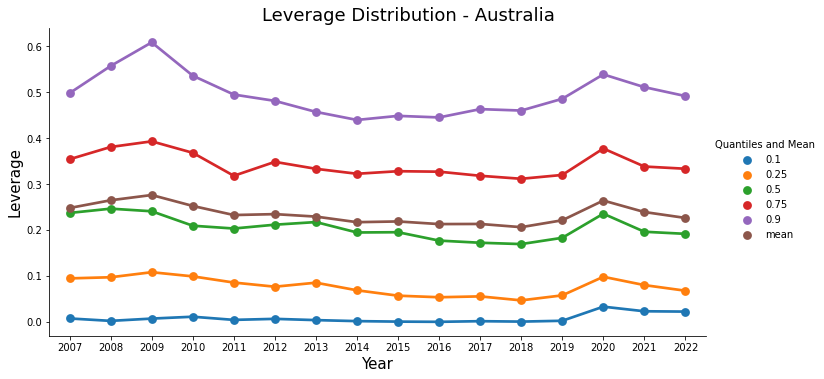 Leverage Distribution - Australia
Leverage
0.6
0.5
0.4
0.3
0.2
0.1
0.0
2007 2008 2009 2010 2011 2012 2013 2014 2015 2016 2017 2018 2019 2020 2021 2022
Year
Quantiles and Mean
0.1
0.25
0.5
0.75
0.9
mean